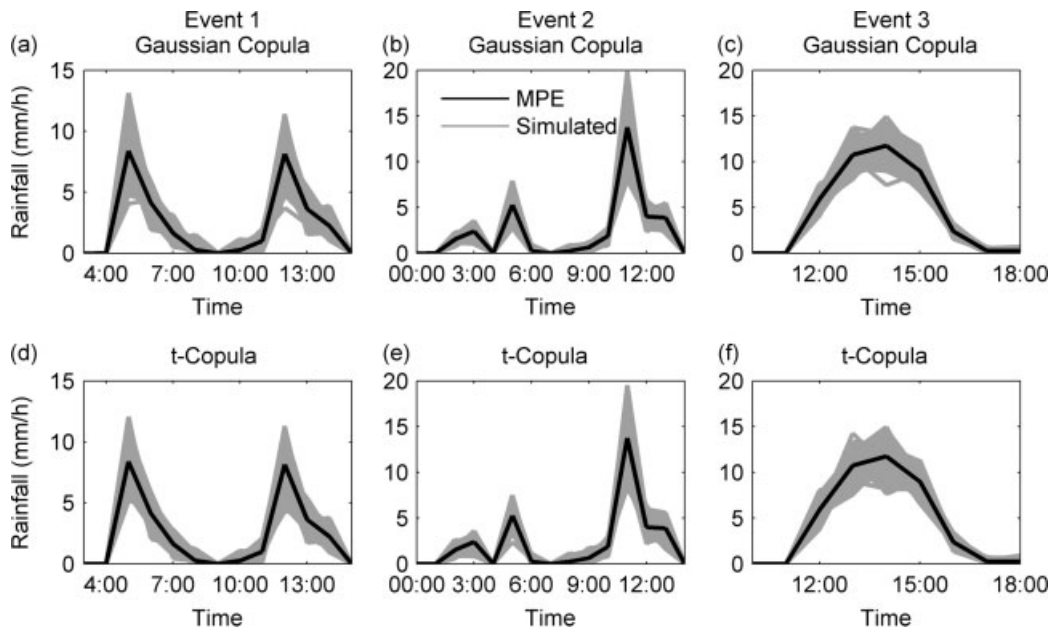 Event 1
(a) Gaussian Copula
Rainfall (mm/h)
15
10
5
0
4:00 7:00 10:00 13:00
Time
Event 2
(b) Gaussian Copula
20
15
10
5
0
MPE
Simulated
00:00 3:00 6:00 9:00 12:00
Time
Event 3
(c) Gaussian Copula
20
15
10
5
0
12:00 15:00 18:00
Time
(d) t-Copula
Rainfall (mm/h)
15
10
5
0
4:00 7:00 10:00 13:00
Time
(e) t-Copula
20
15
10
5
0
00:00 3:00 6:00 9:00 12:00
Time
(f) t-Copula
20
15
10
5
0
12:00 15:00 18:00
Time